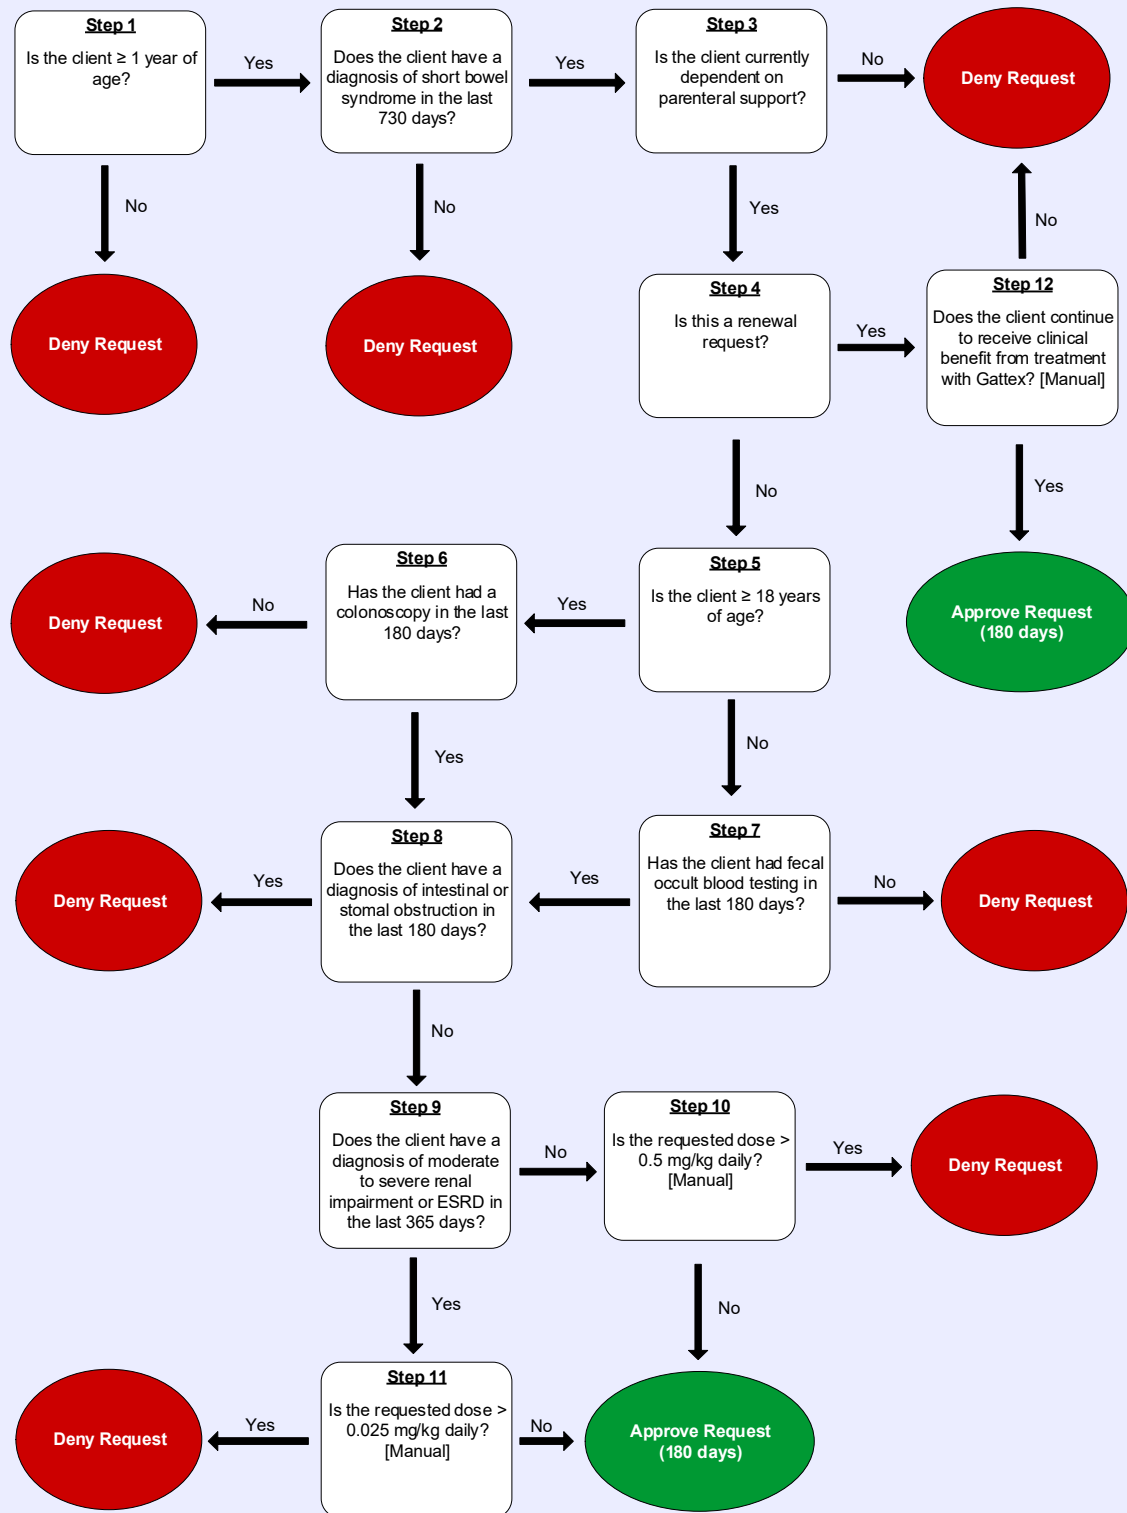 Step 1
Is the client ≥ 1 year of
age?
Yes
Step 2
Does the client have a
diagnosis of short bowel
syndrome in the last
730 days?
Yes
Step 3
Is the client currently
dependent on
parenteral support?
No
Deny Request
No
No
Yes
No
Deny Request
Deny Request
Step 4
Is this a renewal
request?
Yes
Step 12
Does the client continue
to receive clinical
benefit from treatment
with Gattex? [Manual]
No
Yes
Deny Request
No
Step 6
Has the client had a
colonoscopy in the last
180 days?
Yes
Step 5
Is the client ≥ 18 years
of age?
Approve Request
(180 days)
Yes
No
Deny Request
Yes
Step 8
Does the client have a
diagnosis of intestinal or
stomal obstruction in
the last 180 days?
Yes
Step 7
Has the client had fecal
occult blood testing in
the last 180 days?
No
Deny Request
No
Step 9
Does the client have a
diagnosis of moderate
to severe renal
impairment or ESRD in
the last 365 days?
No
Step 10
Is the requested dose >
0.5 mg/kg daily?
[Manual]
Yes
Deny Request
Yes
No
Deny Request
Yes
Step 11
Is the requested dose >
0.025 mg/kg daily?
[Manual]
No
Approve Request
(180 days)